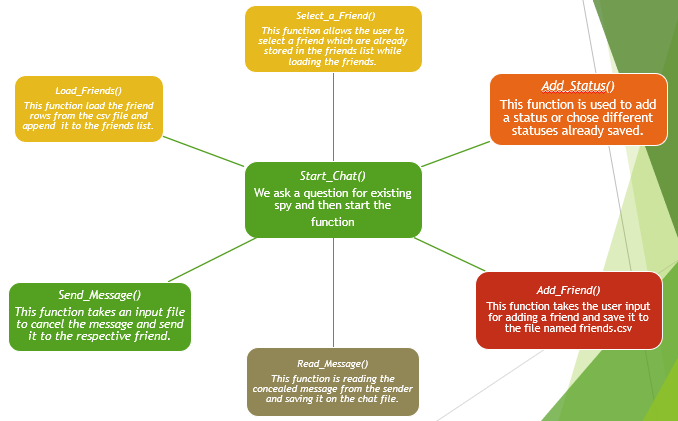 Select_a_Friend()
This function allows the user to
select a friend which are already
stored in the friends list while
loading the friends.
Load_Friends()
This function load the friend
rows from the csv file and
append it to the friends list.
Add_Status()
This function is used to add
a status or chose different
statuses already saved.
Start_Chat()
We ask a question for existing
spy and then start the
function
Send_Message()
This function takes an input file
to cancel the message and send
it to the respective friend.
Add_Friend()
This function takes the user input
for adding a friend and save it to
the file named friends.csv
Read_Message()
This function is reading the
concealed message from the sender
and saving it on the chat file.